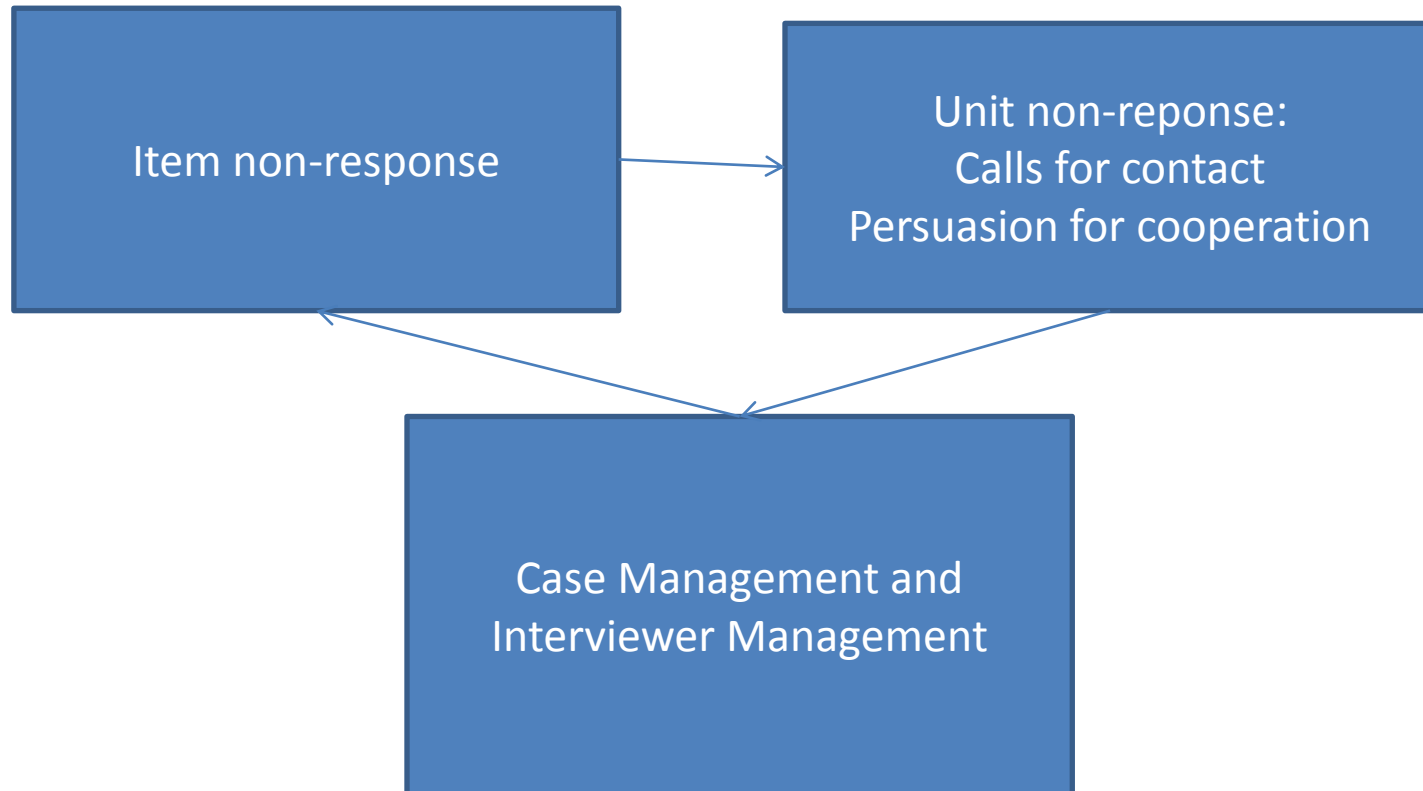 Item non-response
Unit non-reponse:
Calls for contact
Persuasion for cooperation
Case Management and
Interviewer Management